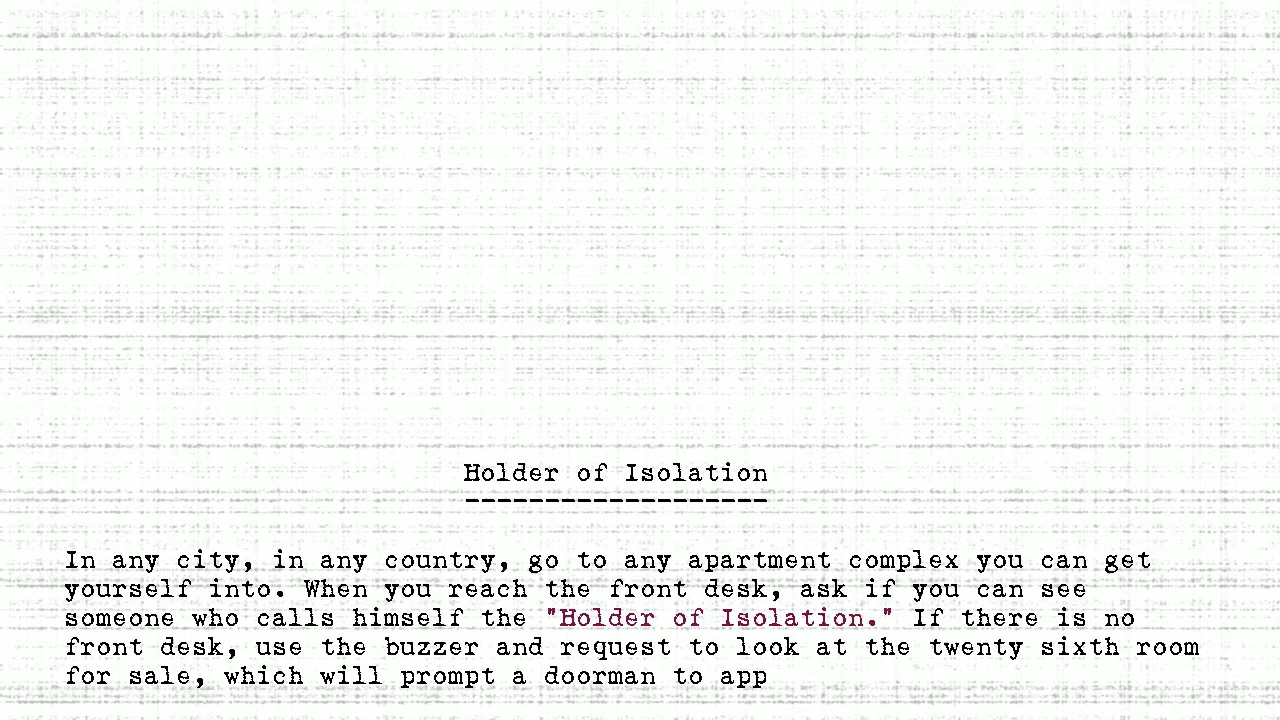 Holder of Isolation
-------------------
In any city, in any country, go to any apartment complex you can get
yourself into. When you reach the front desk, ask if you can see
someone who calls himself the "Holder of Isolation." If there is no
front desk, use the buzzer and request to look at the twenty sixth room
for sale, which will prompt a doorman to app